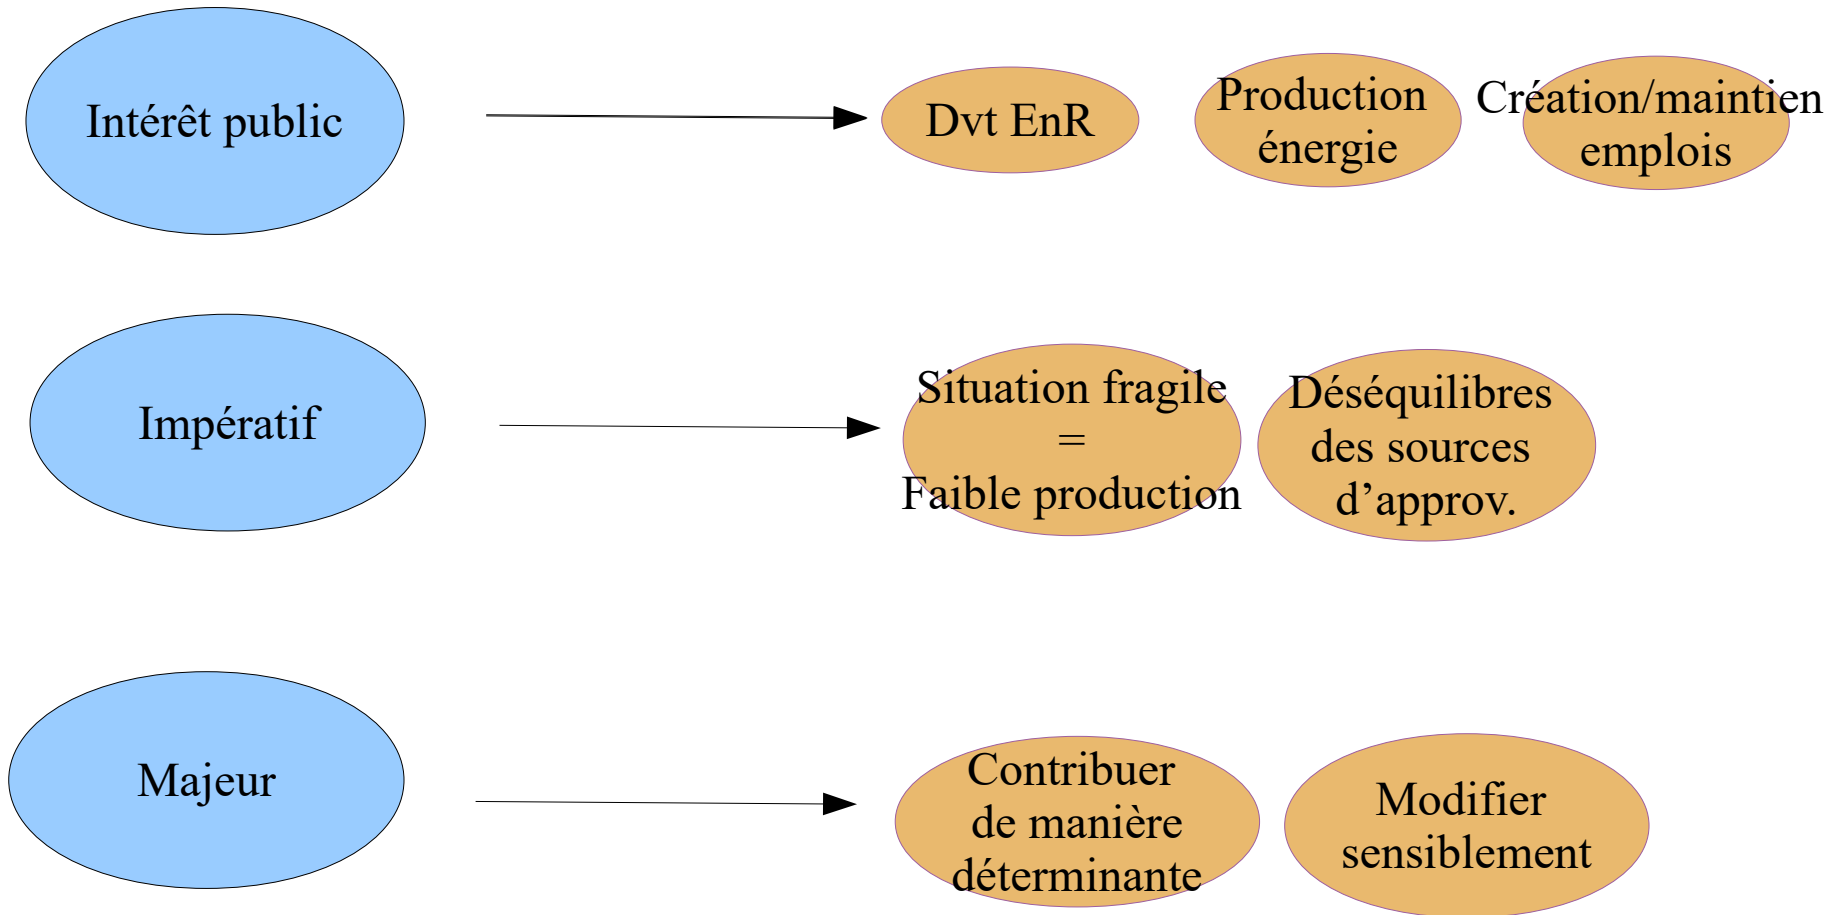 Intérêt public
Dvt EnR
Production
énergie
Création/maintien
emplois
Impératif
Situation fragile
=
Faible production
Déséquilibres
des sources
d’approv.
Majeur
Contribuer
de manière
déterminante
Modifier
sensiblement